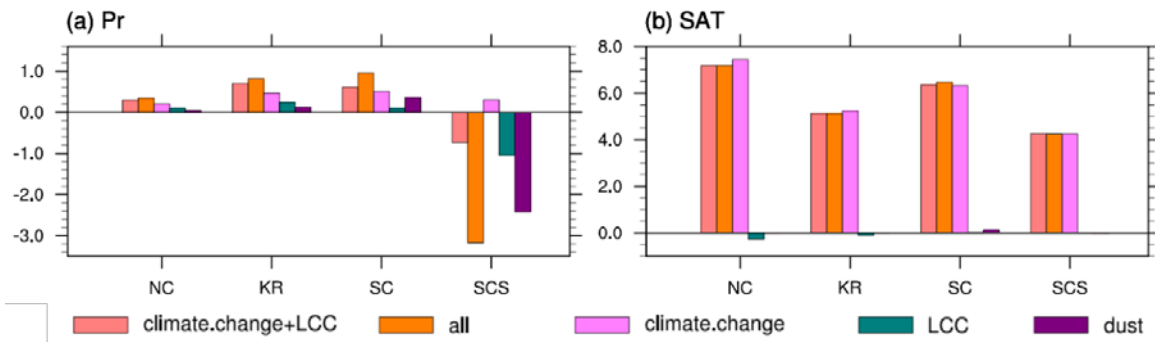 (a) Pr
1.0
0.0
-1.0
-2.0
-3.0
NC KR SC SCS
(b) SAT
8.0
6.0
4.0
2.0
0.0
NC KR SC SCS
climate.change+LCC all climate.change LCC dust